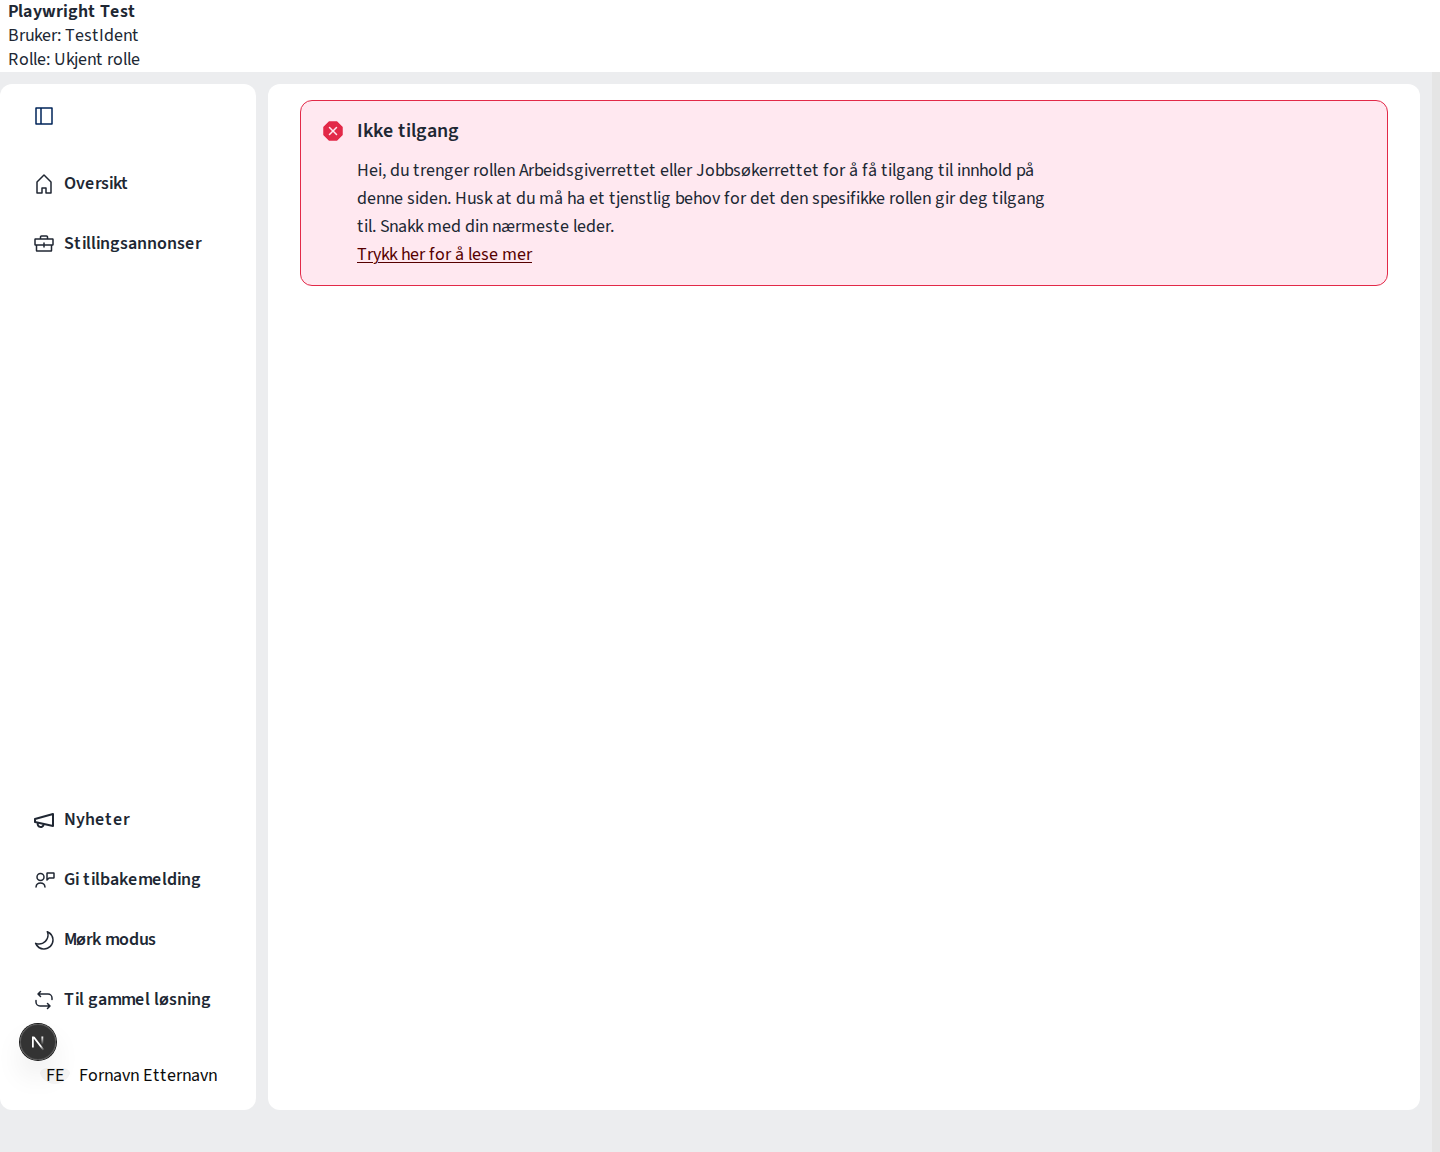 Playwright Test
Bruker: TestIdent
Rolle: Ukjent rolle
Oversikt
Stillingsannonser
Nyheter
Gi tilbakemelding
Mørk modus
Til gammel løsning
N
FE Fornavn Etternavn
Ikke tilgang
Hei, du trenger rollen Arbeidsgiverrettet eller Jobbsøkerrettet for å få tilgang til innhold på
denne siden. Husk at du må ha et tjenstlig behov for det den spesifikke rollen gir deg tilgang
til. Snakk med din nærmeste leder.
Trykk her for å lese mer